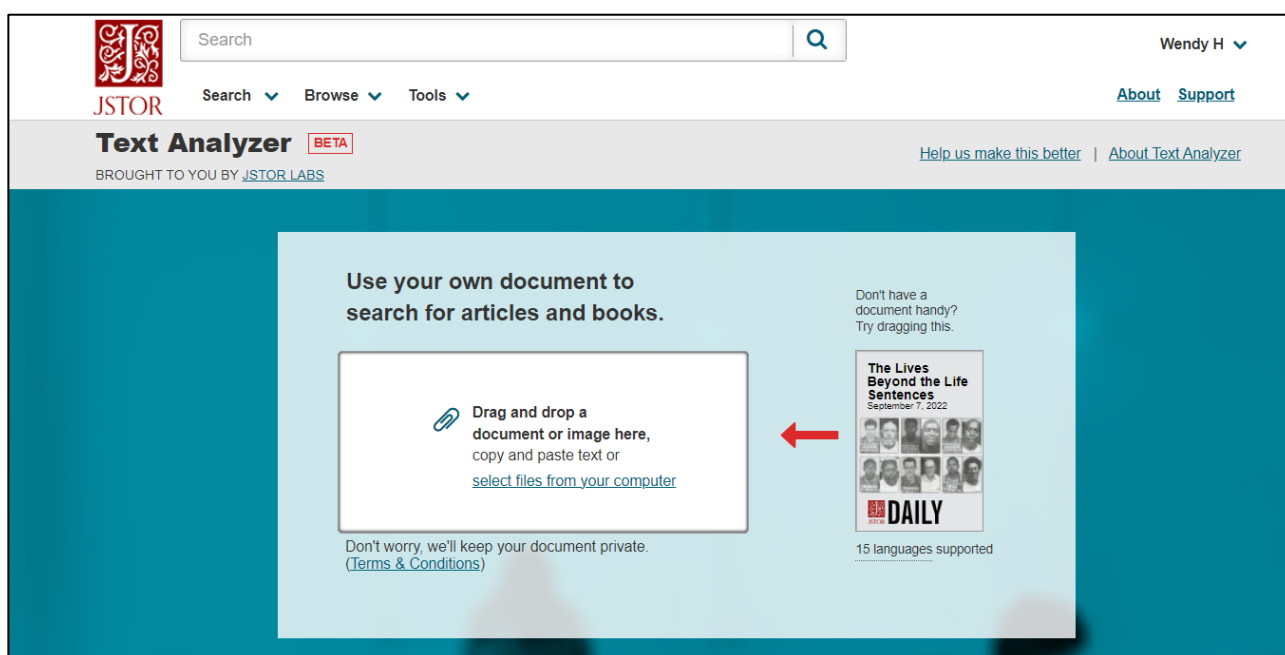 Search
Wendy H
JSTOR
Search Browse Tools
About Support
Text Analyzer BETA
BROUGHT TO YOU BY JSTOR LABS
Help us make this better | About Text Analyzer
Use your own document to
search for articles and books.
Drag and drop a
document or image here,
copy and paste text or
select files from your computer
Don't worry, we'll keep your document private.
(Terms & Conditions)
Don't have a
document handy?
Try dragging this.
The Lives
Beyond the Life
Sentences
September 7, 2022
JSTOR DAILY
15 languages supported